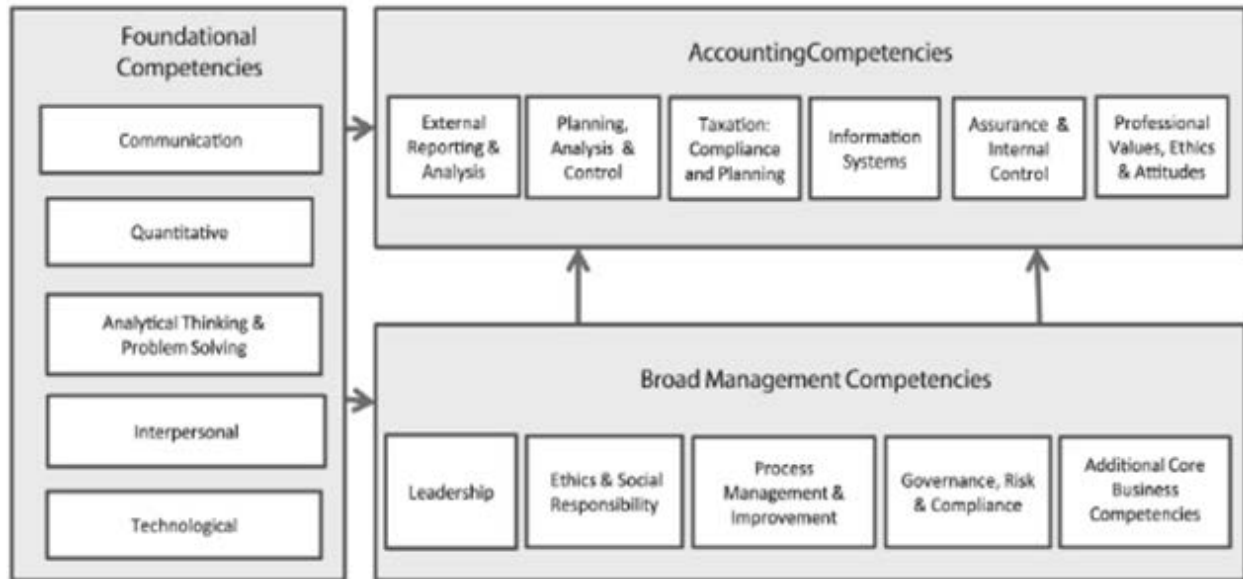 Foundational
Competencies
Communication
Quantitative
Analytical Thinking &
Problem Solving
Interpersonal
Technological
AccountingCompetencies
External
Reporting &
Analysis
Planning,
Analysis &
Control
Taxation:
Compliance
and Planning
Information
Systems
Assurance &
Internal
Control
Professional
Values, Ethics
& Attitudes
Broad Management Competencies
Leadership
Ethics & Social
Responsibility
Process
Management &
Improvement
Governance, Risk
& Compliance
Additional Core
Business
Competencies